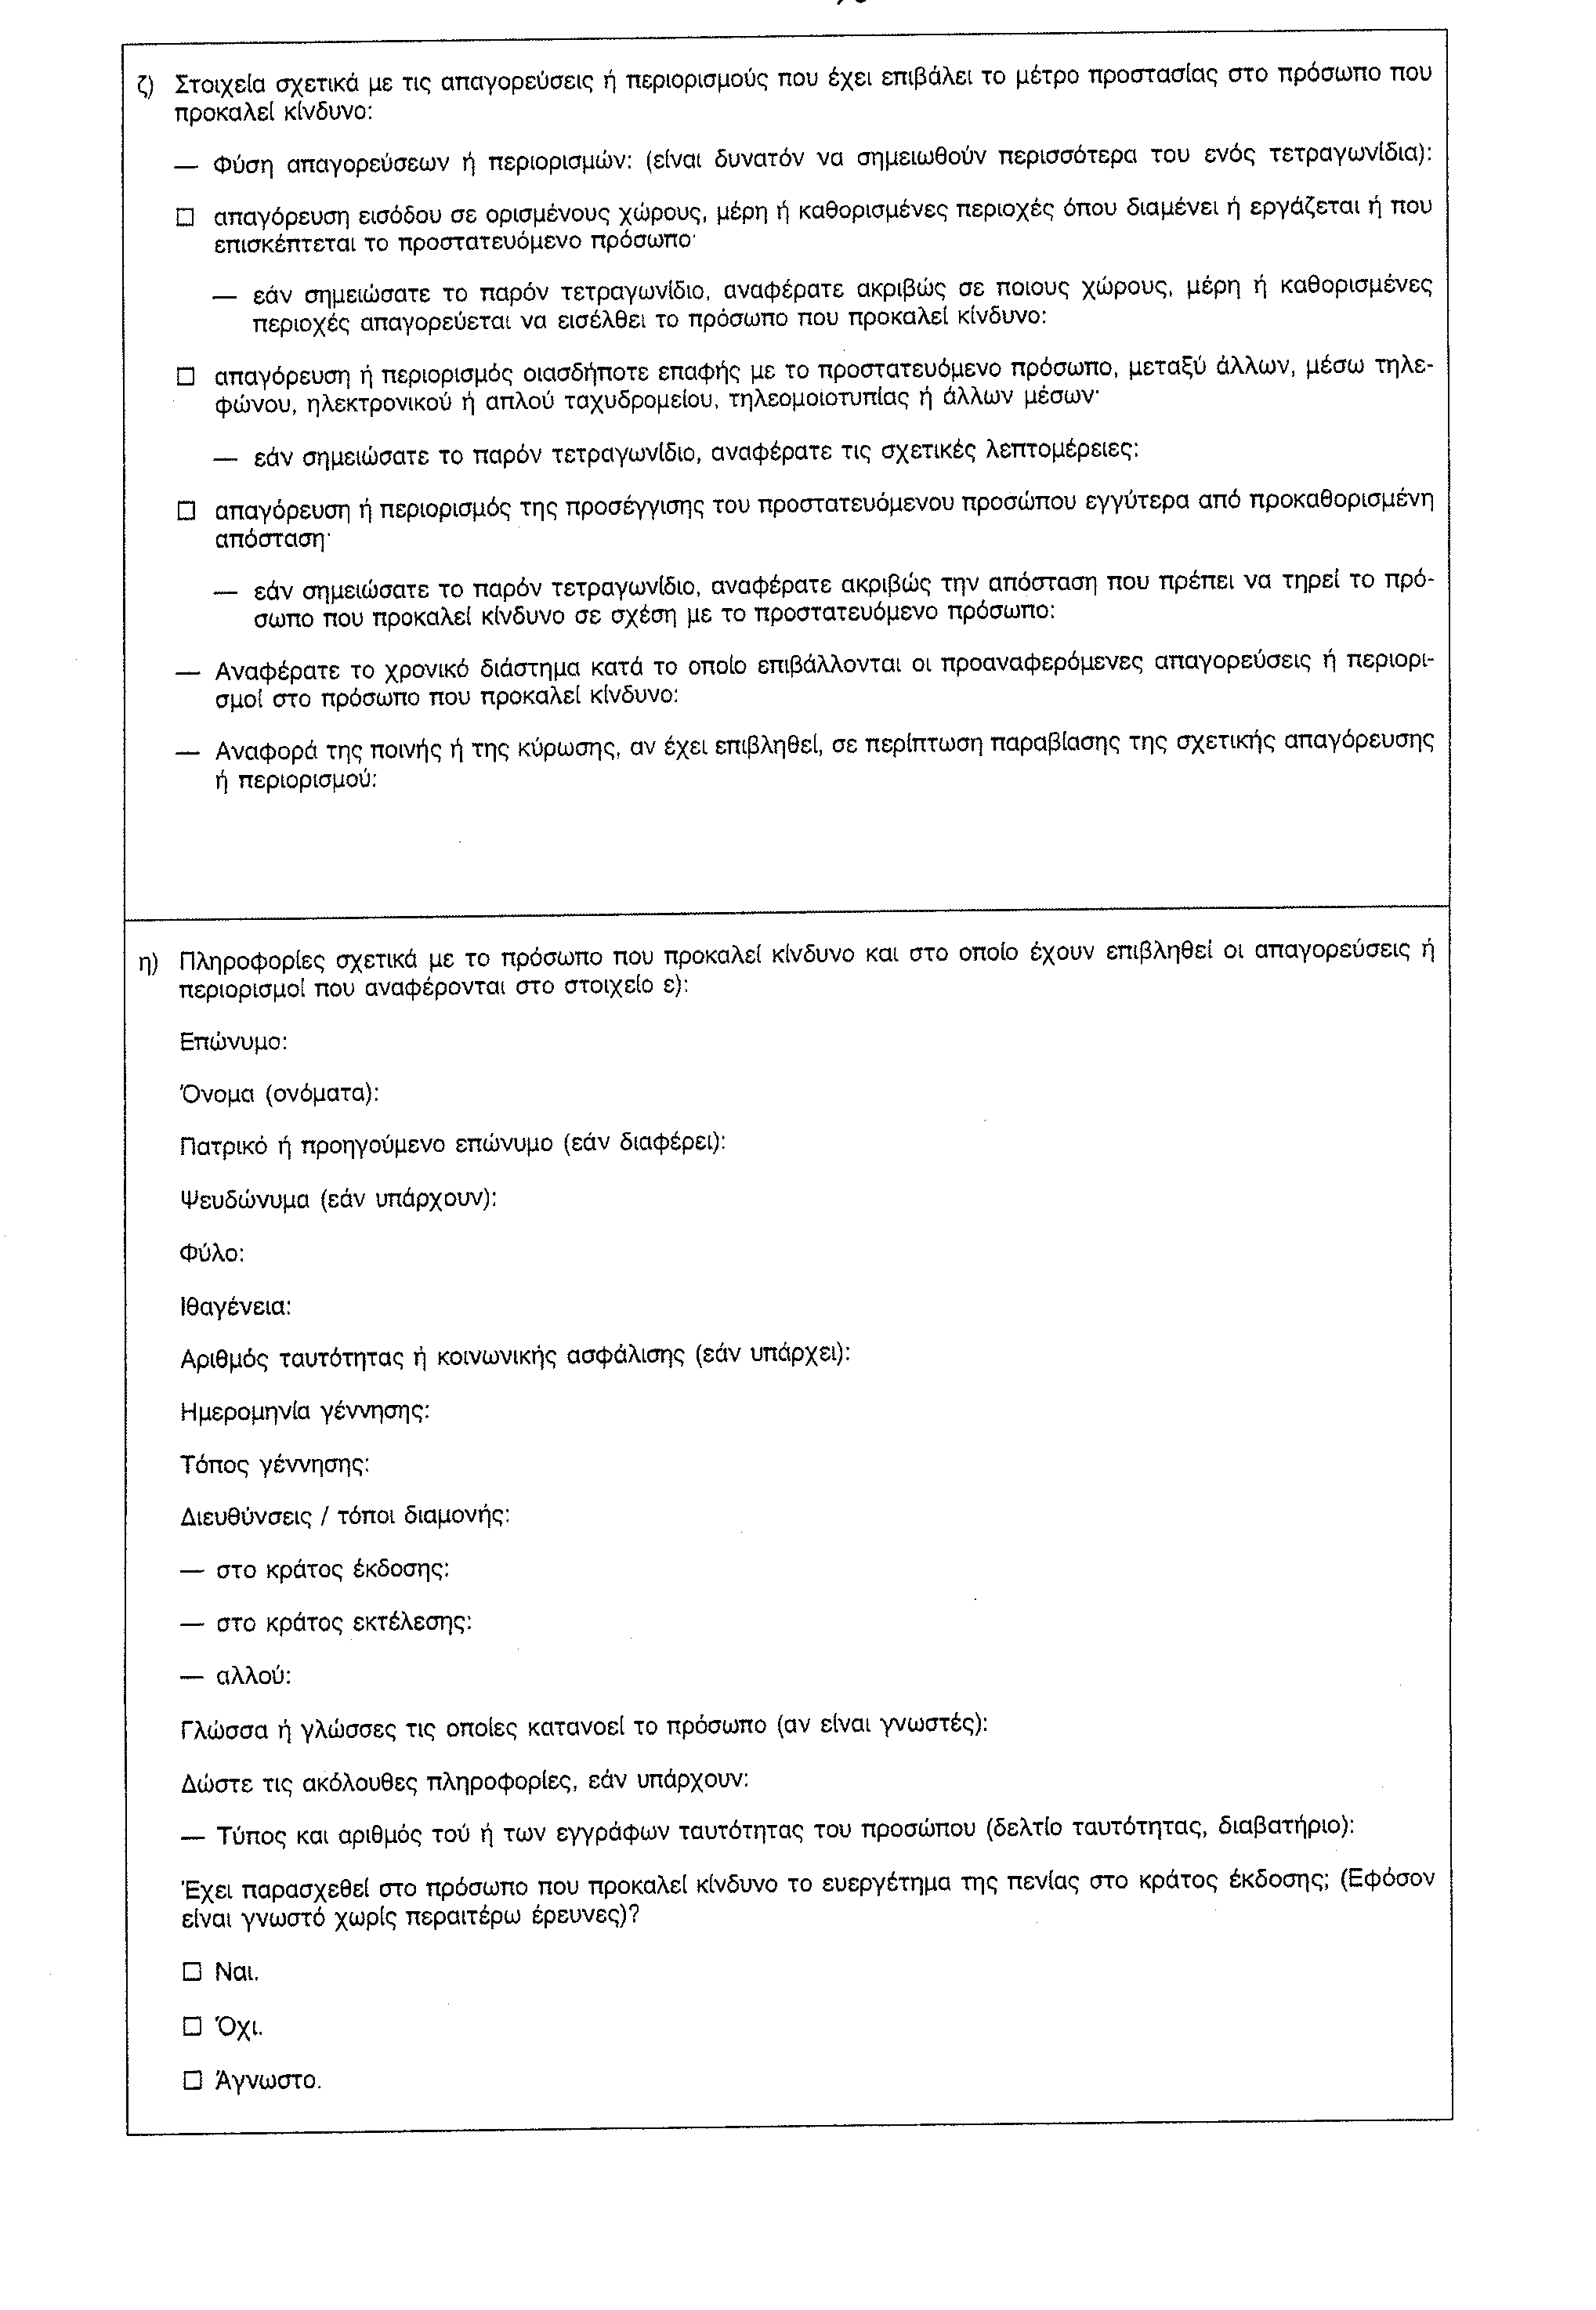 ζ) Στοιχεία σχετικά με τις απαγορεύσεις ή περιορισμούς που έχει επιβάλει το μέτρο προστασίας στο πρόσωπο που
προκαλεί κίνδυνο:
— Φύση απαγορεύσεων ή περιορισμών: (είναι δυνατόν να σημειωθούν περισσότερα του ενός τετραγωνίδια):
☐ απαγόρευση εισόδου σε ορισμένους χώρους, μέρη ή καθορισμένες περιοχές όπου διαμένει ή εργάζεται ή που
επισκέπτεται το προστατευόμενο πρόσωπο·
— εάν σημειώσατε το παρόν τετραγωνίδιο, αναφέρατε ακριβώς σε ποιους χώρους, μέρη ή καθορισμένες
περιοχές απαγορεύεται να εισέλθει το πρόσωπο που προκαλεί κίνδυνο:
☐ απαγόρευση ή περιορισμός οιασδήποτε επαφής με το προστατευόμενο πρόσωπο, μεταξύ άλλων, μέσω τηλε-
φώνου, ηλεκτρονικού ή απλού ταχυδρομείου, τηλεομοιοτυπίας ή άλλων μέσων·
— εάν σημειώσατε το παρόν τετραγωνίδιο, αναφέρατε τις σχετικές λεπτομέρειες:
☐ απαγόρευση ή περιορισμός της προσέγγισης του προστατευόμενου προσώπου εγγύτερα από προκαθορισμένη
απόσταση·
— εάν σημειώσατε το παρόν τετραγωνίδιο, αναφέρατε ακριβώς την απόσταση που πρέπει να τηρεί το πρό-
σωπο που προκαλεί κίνδυνο σε σχέση με το προστατευόμενο πρόσωπο:
— Αναφέρατε το χρονικό διάστημα κατά το οποίο επιβάλλονται οι προαναφερόμενες απαγορεύσεις ή περιορι-
σμοί στο πρόσωπο που προκαλεί κίνδυνο:
— Αναφορά της ποινής ή της κύρωσης, αν έχει επιβληθεί, σε περίπτωση παραβίασης της σχετικής απαγόρευσης
ή περιορισμού:
η) Πληροφορίες σχετικά με το πρόσωπο που προκαλεί κίνδυνο και στο οποίο έχουν επιβληθεί οι απαγορεύσεις ή
περιορισμοί που αναφέρονται στο στοιχείο ε):
Επώνυμο:
Όνομα (ονόματα):
Πατρικό ή προηγούμενο επώνυμο (εάν διαφέρει):
Ψευδώνυμα (εάν υπάρχουν):
Φύλο:
Ιθαγένεια:
Αριθμός ταυτότητας ή κοινωνικής ασφάλισης (εάν υπάρχει):
Ημερομηνία γέννησης:
Τόπος γέννησης:
Διευθύνσεις / τόποι διαμονής:
— στο κράτος έκδοσης:
— στο κράτος εκτέλεσης:
— αλλού:
Γλώσσα ή γλώσσες τις οποίες κατανοεί το πρόσωπο (αν είναι γνωστές):
Δώστε τις ακόλουθες πληροφορίες, εάν υπάρχουν:
— Τύπος και αριθμός τού ή των εγγράφων ταυτότητας του προσώπου (δελτίο ταυτότητας, διαβατήριο):
Έχει παρασχεθεί στο πρόσωπο που προκαλεί κίνδυνο το ευεργέτημα της πενίας στο κράτος έκδοσης; (Εφόσον
είναι γνωστό χωρίς περαιτέρω έρευνες)?
☐ Ναι.
☐ Όχι.
☐ Άγνωστο.